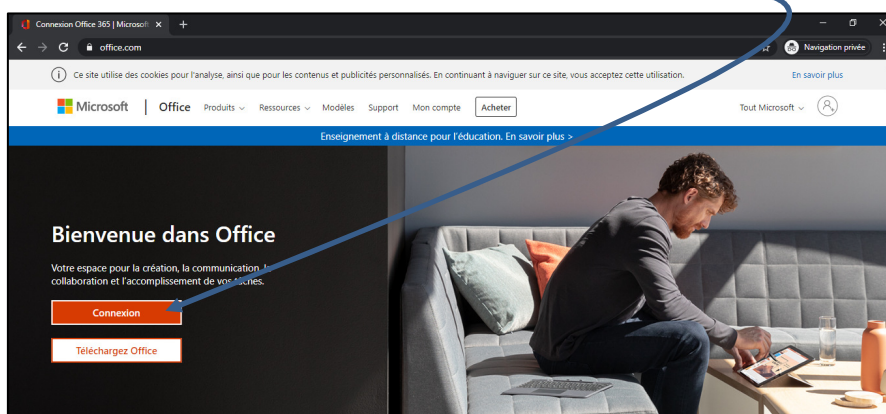 Connexion Office 365 | Microsoft
office.com
Navigation privée
Ce site utilise des cookies pour l'analyse, ainsi que pour les contenus et publicités personnalisés. En continuant à naviguer sur ce site, vous acceptez cette utilisation.
En savoir plus
Microsoft | Office Produits Ressources Modèles Support Mon compte Acheter Tout Microsoft
Enseignement à distance pour l'éducation. En savoir plus >
Bienvenue dans Office
Votre espace pour la création, la communication, la
collaboration et l'accomplissement de vos tâches.
Connexion
Téléchargez Office